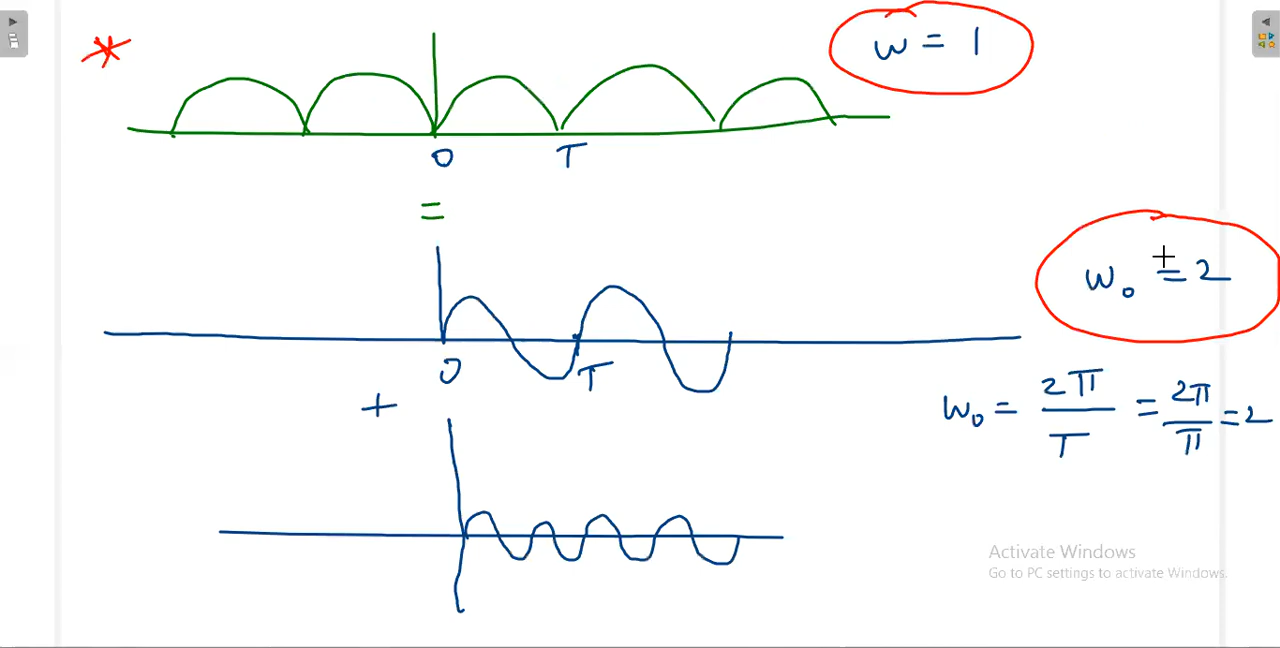 *
w = 1
0 T
=
w₀ = 2
0 T
w₀ = 2π/T = 2π/π = 2
+
Activate Windows
Go to PC settings to activate Windows.